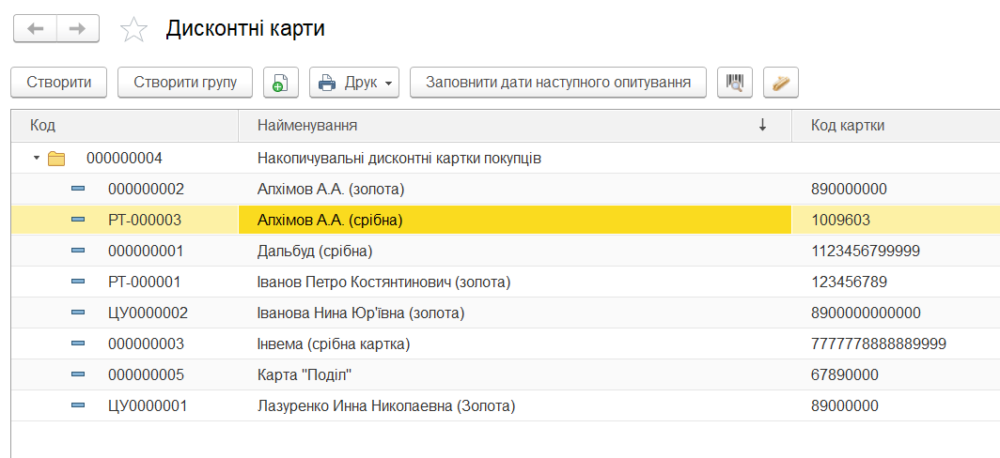 Дисконтні карти
Створити Створити групу Друк Заповнити дати наступного опитування
Код Найменування Код картки
000000004 Накопичувальні дисконтні картки покупців
000000002 Алхімов А.А. (золота) 890000000
РТ-000003 Алхімов А.А. (срібна) 1009603
000000001 Дальбуд (срібна) 1123456799999
РТ-000001 Іванов Петро Костянтинович (золота) 123456789
ЦУ0000002 Іванова Нина Юр'ївна (золота) 8900000000000
000000003 Інвема (срібна картка) 7777778888889999
000000005 Карта "Поділ" 67890000
ЦУ0000001 Лазуренко Инна Николаевна (Золота) 89000000